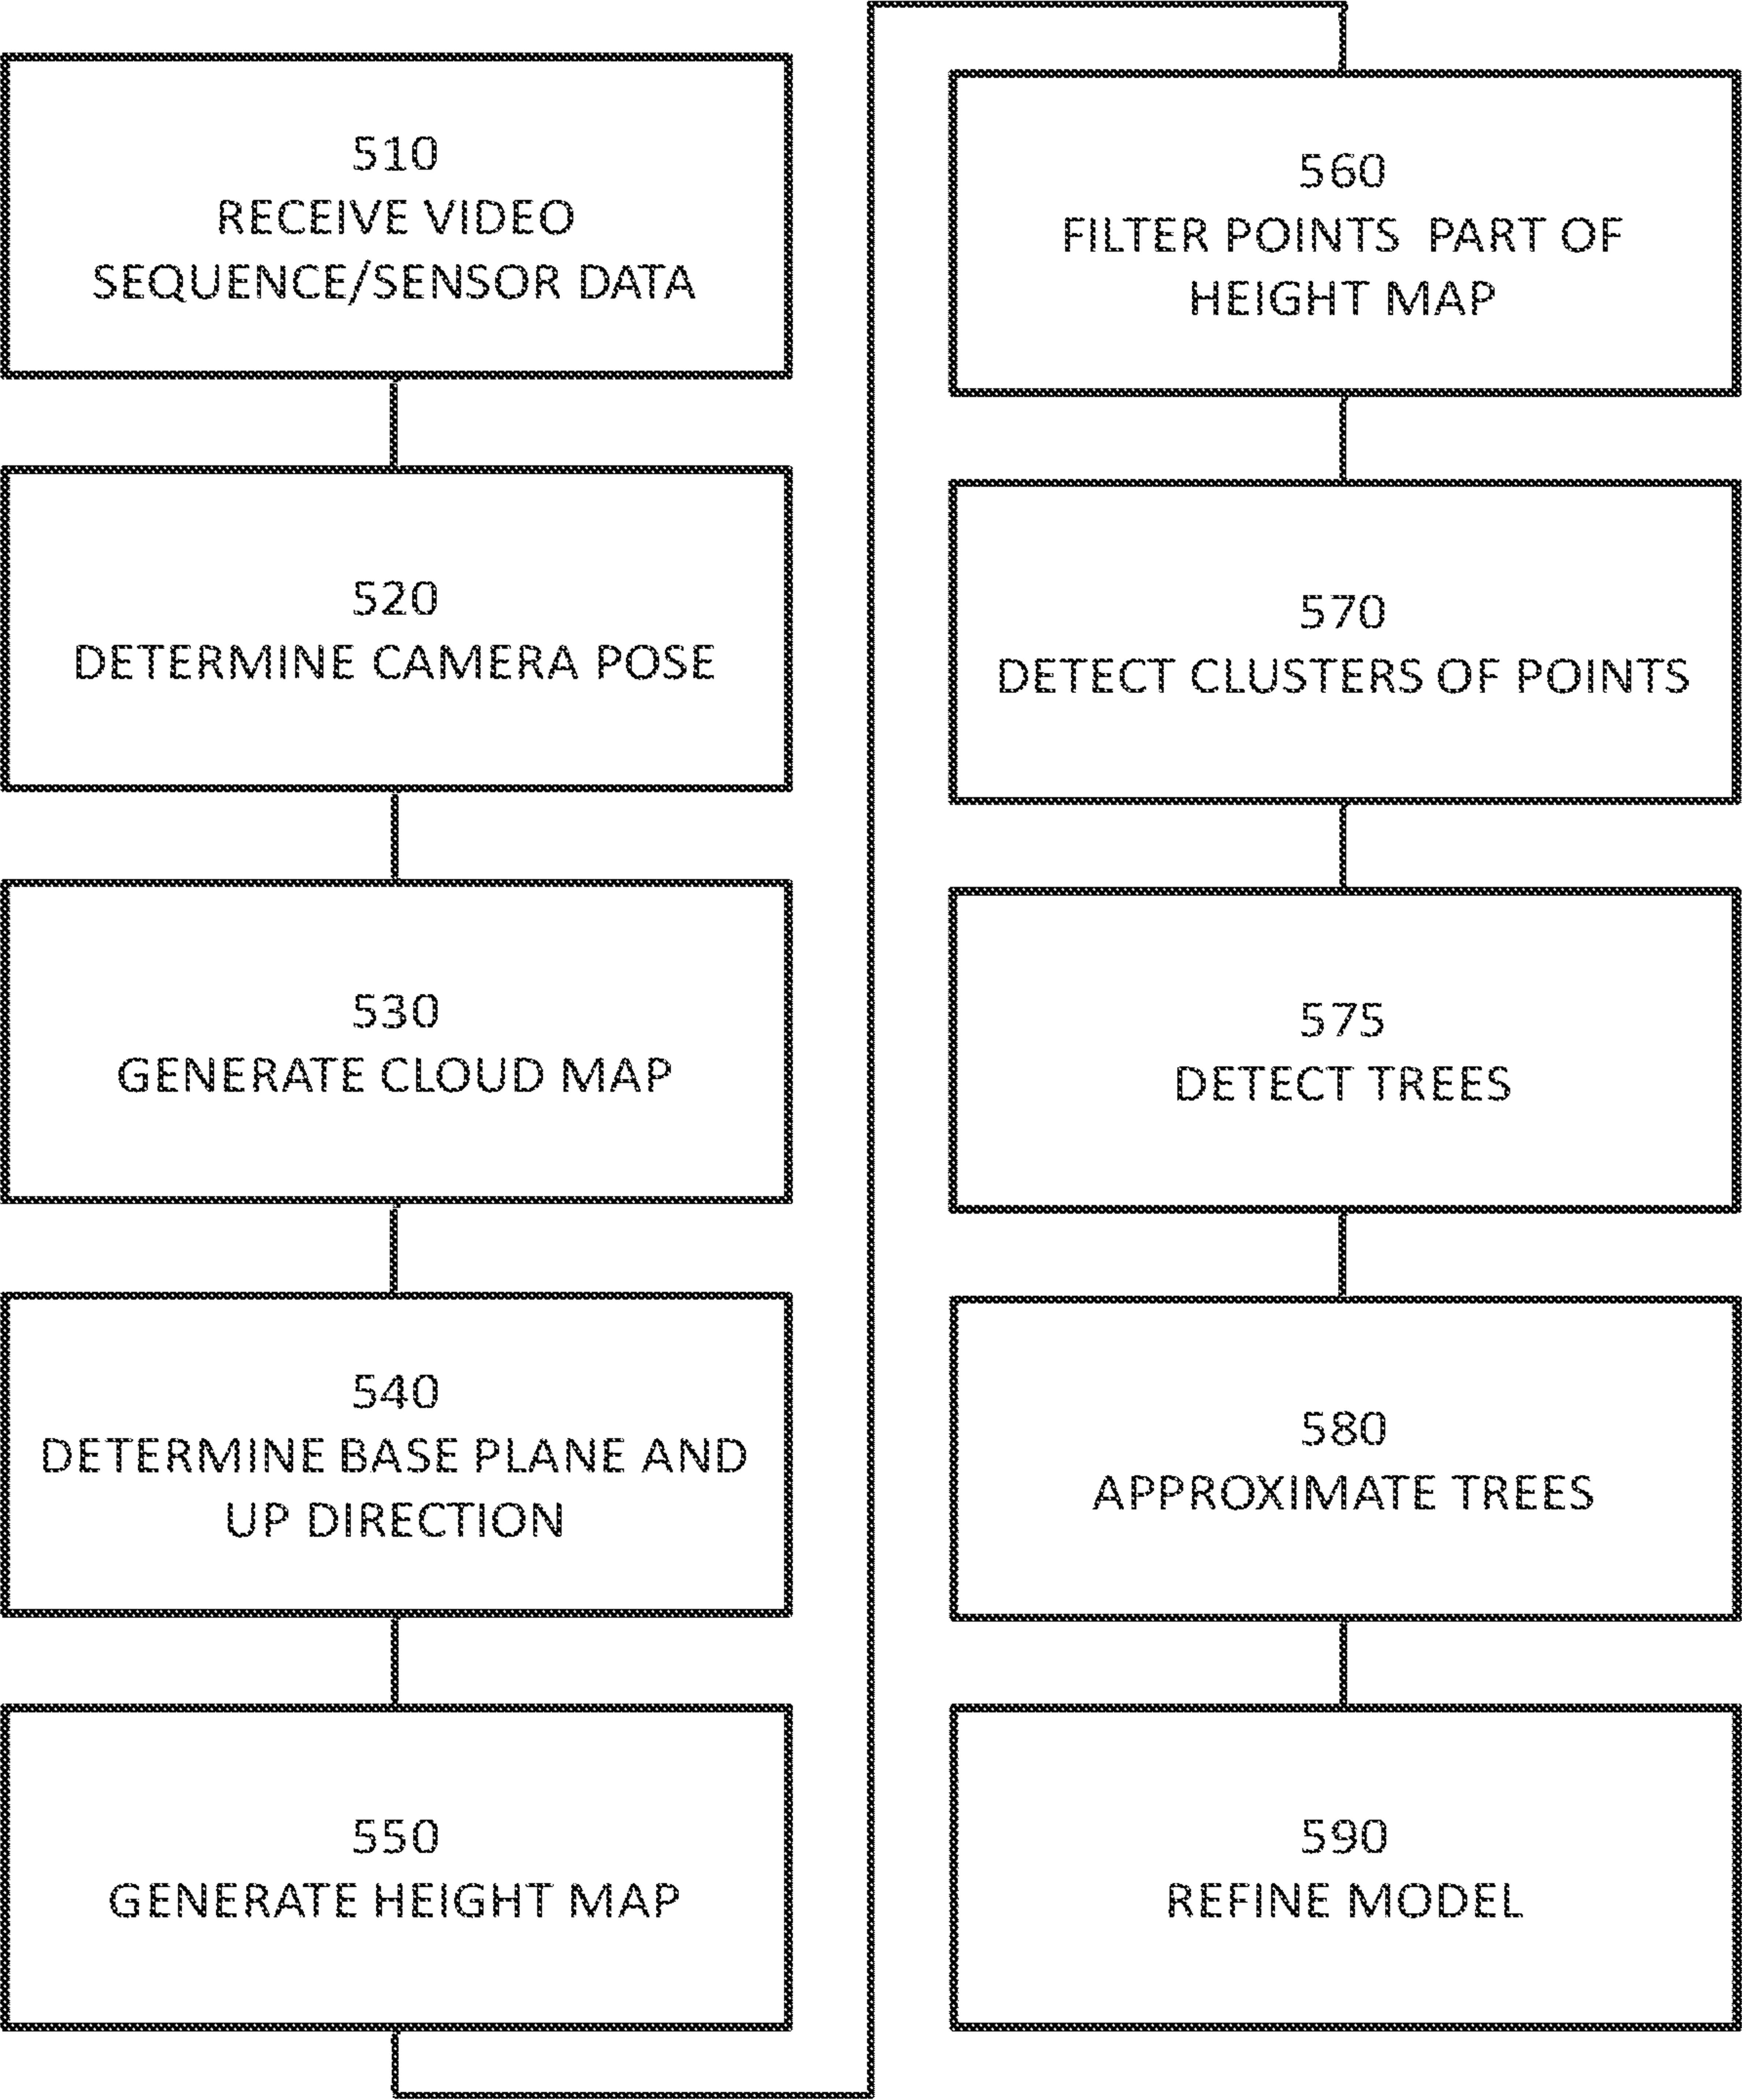 510
RECEIVE VIDEO
SEQUENCE/SENSOR DATA
520
DETERMINE CAMERA POSE
530
GENERATE CLOUD MAP
540
DETERMINE BASE PLANE AND
UP DIRECTION
550
GENERATE HEIGHT MAP
560
FILTER POINTS PART OF
HEIGHT MAP
570
DETECT CLUSTERS OF POINTS
575
DETECT TREES
580
APPROXIMATE TREES
590
REFINE MODEL